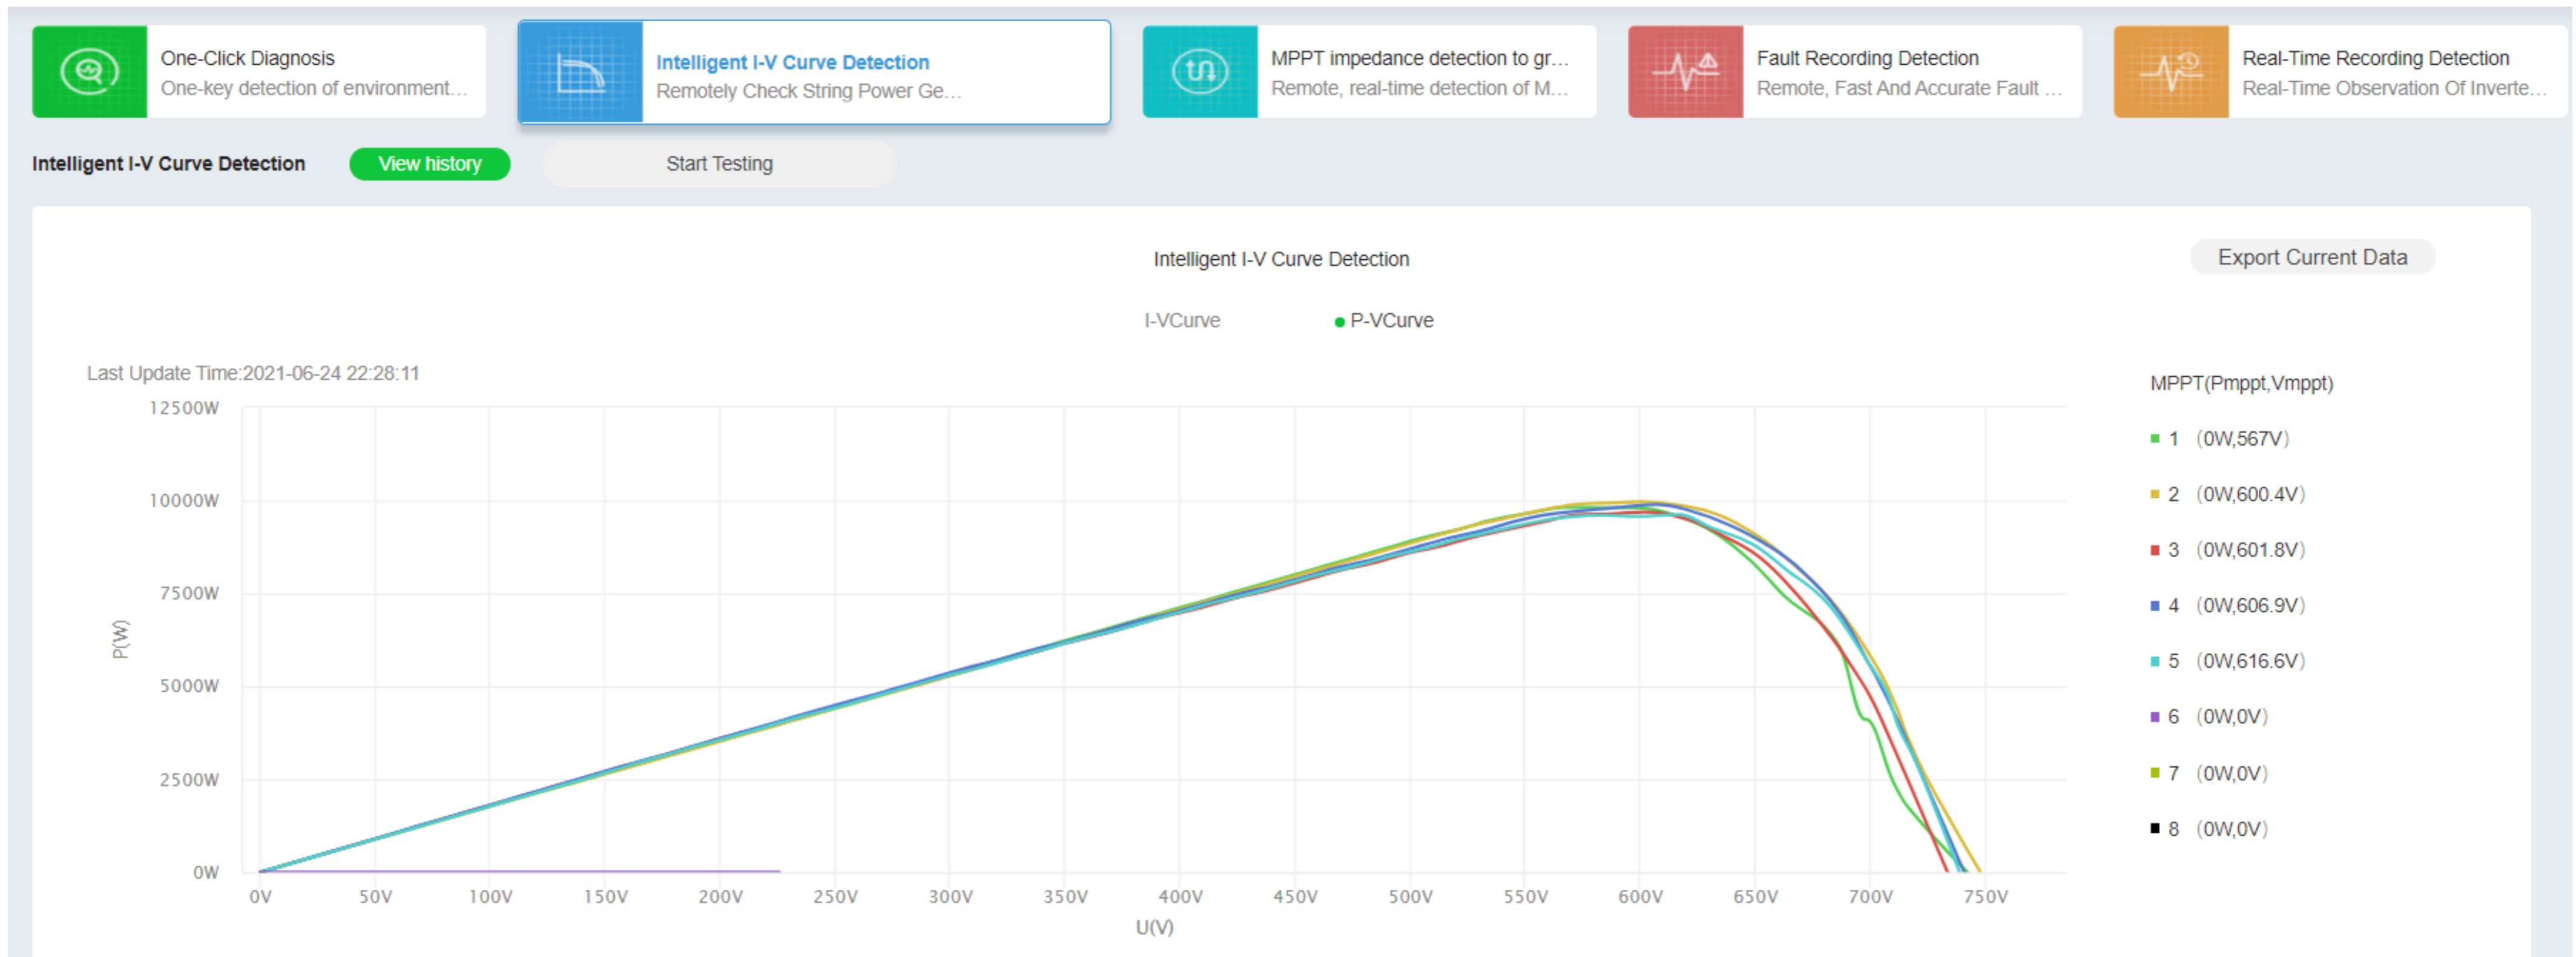 One-Click Diagnosis
One-key detection of environment...
Intelligent I-V Curve Detection
Remotely Check String Power Ge...
MPPT impedance detection to gr...
Remote, real-time detection of M...
Fault Recording Detection
Remote, Fast And Accurate Fault ...
Real-Time Recording Detection
Real-Time Observation Of Inverte...
Intelligent I-V Curve Detection
View history
Start Testing
Intelligent I-V Curve Detection
Export Current Data
I-VCurve
P-VCurve
Last Update Time:2021-06-24 22:28:11
MPPT(Pmppt,Vmppt)
12500W
10000W
7500W
5000W
2500W
0W
P(W)
0V
50V
100V
150V
200V
250V
300V
350V
400V
450V
500V
550V
600V
650V
700V
750V
U(V)
1 (0W,567V)
2 (0W,600.4V)
3 (0W,601.8V)
4 (0W,606.9V)
5 (0W,616.6V)
6 (0W,0V)
7 (0W,0V)
8 (0W,0V)